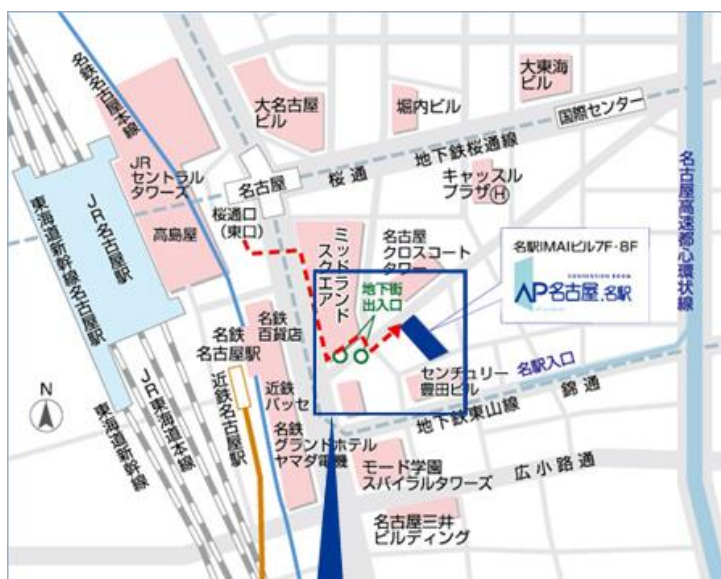 名鉄名古屋本線
大名古屋
ビル
堀内ビル
大東海
ビル
国際センター
JR
セントラル
タワーズ
名古屋
桜通
地下鉄桜通線
キャッスル
プラザ
H
名古屋高速都心環状線
東海道新幹線名古屋駅
JR名古屋駅
高島屋
桜通口
(東口)
ミッドランド
スクエア
名古屋
クロスコート
タワー
名駅IMAIビル7F・8F
AP名古屋.名駅
地下街
出入口
名鉄
百貨店
名鉄
名古屋駅
センチュリー
豊田ビル
名駅入口
錦通
地下鉄東山線
N
近鉄名古屋駅
近鉄
パッセ
JR東海道本線
東海道新幹線
名鉄
グランドホテル
ヤマダ電機
モード学園
スパイラルタワーズ
広小路通
名古屋三井
ビルディング